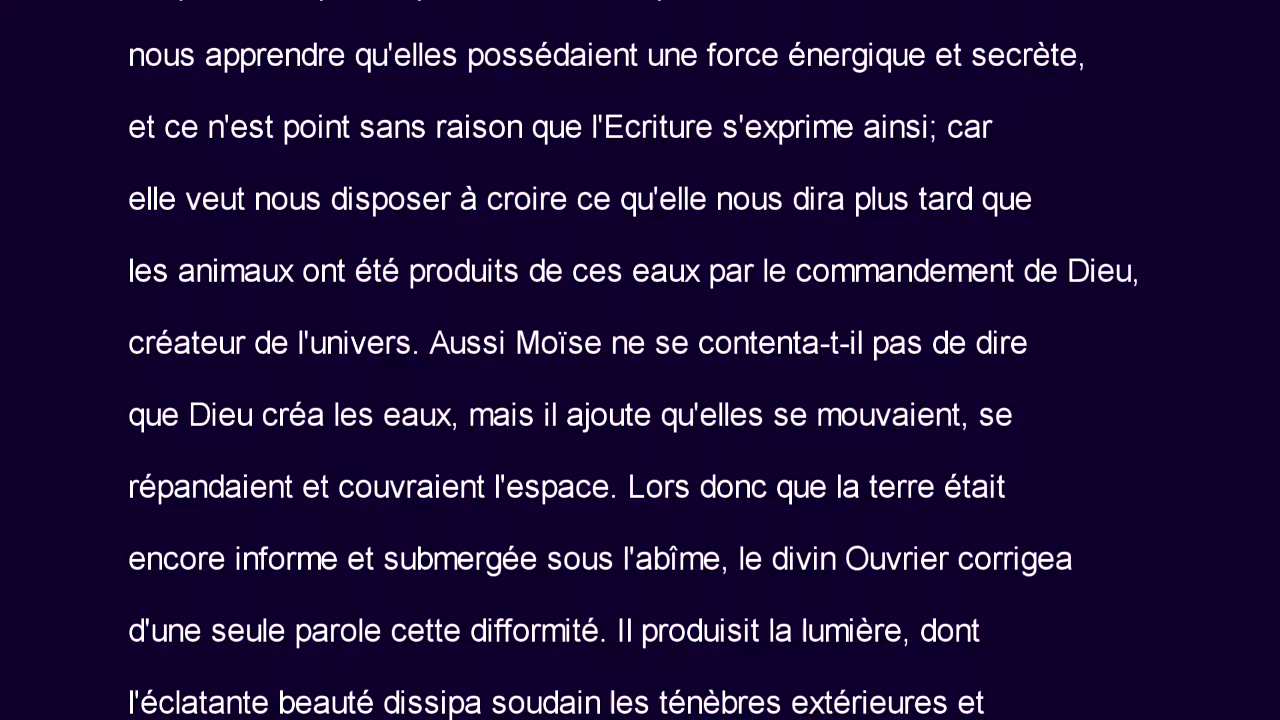 nous apprendre qu'elles possédaient une force énergique et secrète,
et ce n'est point sans raison que l'Ecriture s'exprime ainsi; car
elle veut nous disposer à croire ce qu'elle nous dira plus tard que
les animaux ont été produits de ces eaux par le commandement de Dieu,
créateur de l'univers. Aussi Moïse ne se contenta-t-il pas de dire
que Dieu créa les eaux, mais il ajoute qu'elles se mouvaient, se
répandaient et couvraient l'espace. Lors donc que la terre était
encore informe et submergée sous l'abîme, le divin Ouvrier corrigea
d'une seule parole cette difformité. Il produisit la lumière, dont
l'éclatante beauté dissipa soudain les ténèbres extérieures et